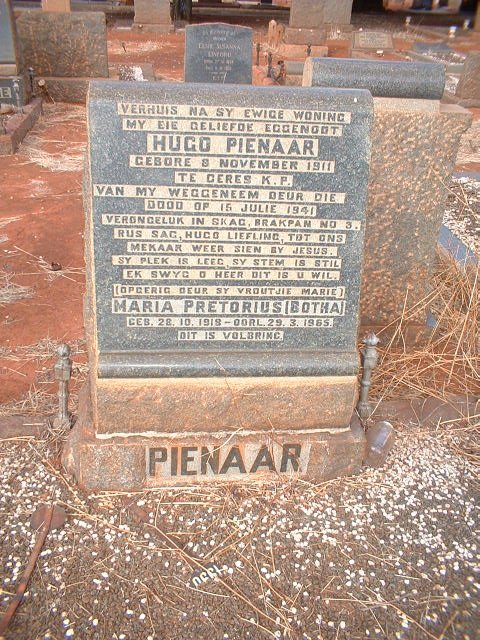 VERHUIS NA SY EWIGE WONING
MY EIE GELIEFDE EGGENOOT
HUGO PIENAAR
GEBORE 8 NOVEMBER 1911
TE CERES K.P.
VAN MY WEGGENEEM DEUR DIE
DOOD OP 15 JULIE 1941
VERONGELUK IN SKAG, BRAKPAN NO 3.
RUS SAG, HUGO LIEFLING, TOT ONS
MEKAAR WEER SIEN BY JESUS.
SY PLEK IS LEEG, SY STEM IS STIL
EK SWYG O HEER DIT IS U WIL.
(OPGERIG DEUR SY VROUTJIE MARIE)
MARIA PRETORIUS (BOTHA)
GEB. 28.10.1918 - OORL. 29.3.1965.
DIT IS VOLBRING.
PIENAAR